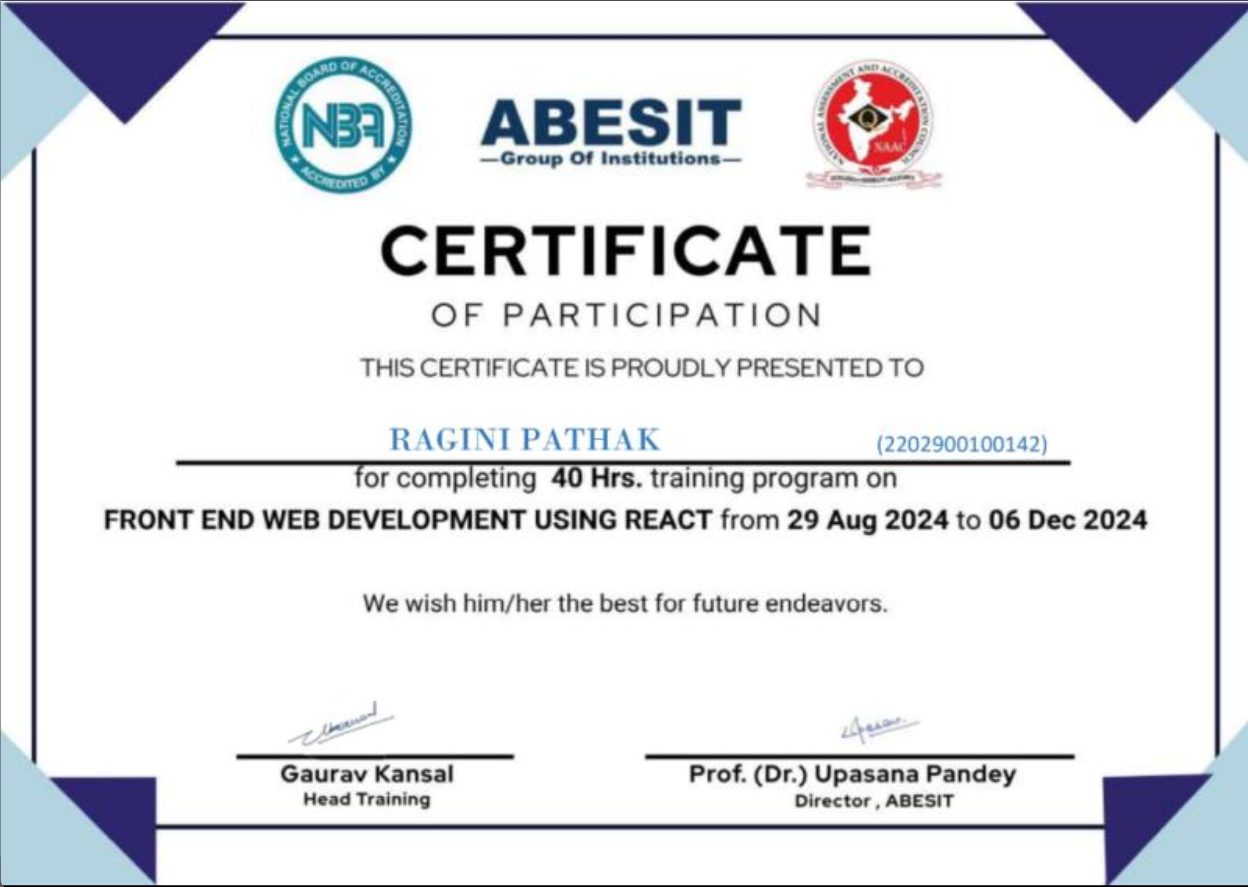 NATIONAL BOARD OF ACCREDITATION
NBA
ACCREDITED BY
ABESIT
Group Of Institutions
NATIONAL ASSESSMENT AND ACCREDITATION COUNCIL
Q
NAAC
CERTIFICATE
OF PARTICIPATION
THIS CERTIFICATE IS PROUDLY PRESENTED TO
RAGINI PATHAK (2202900100142)
for completing 40 Hrs. training program on
FRONT END WEB DEVELOPMENT USING REACT from 29 Aug 2024 to 06 Dec 2024
We wish him/her the best for future endeavors.
Gaurav Kansal
Head Training
Prof. (Dr.) Upasana Pandey
Director , ABESIT